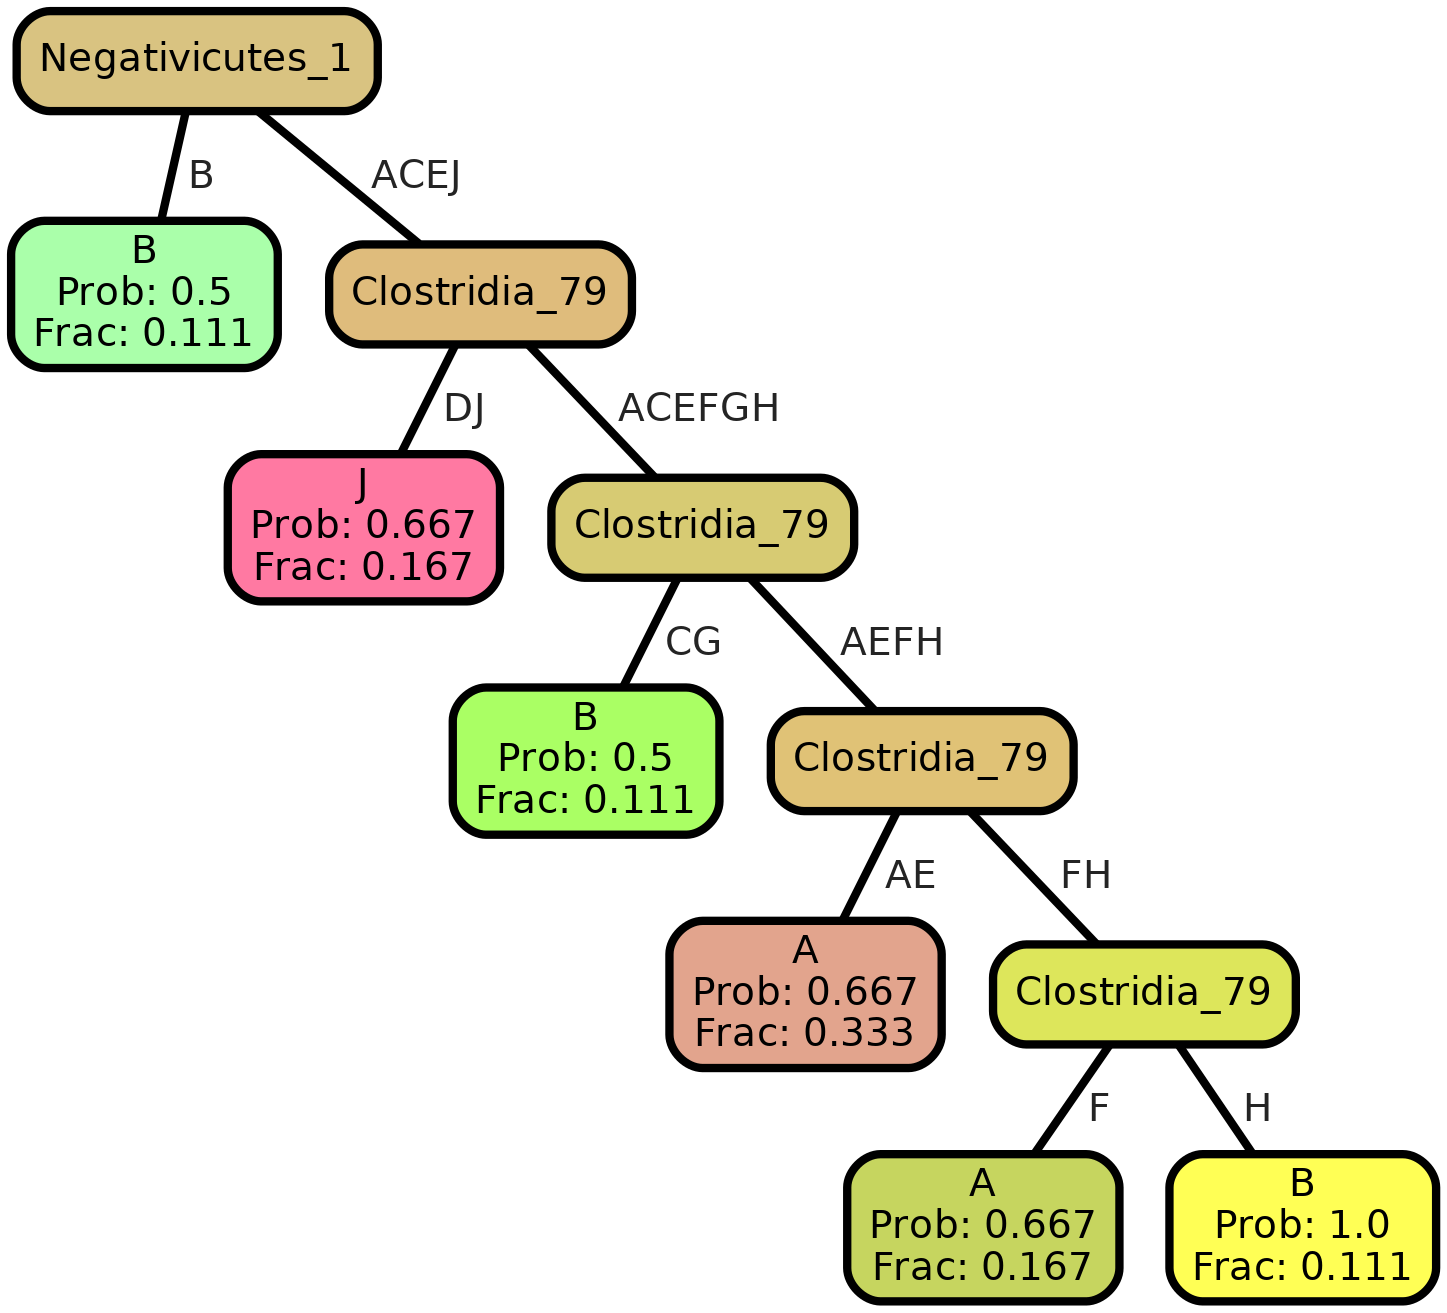 Negativicutes_1
B
ACEJ
B
Prob: 0.5
Frac: 0.111
Clostridia_79
DJ
ACEFGH
J
Prob: 0.667
Frac: 0.167
Clostridia_79
CG
AEFH
B
Prob: 0.5
Frac: 0.111
Clostridia_79
AE
FH
A
Prob: 0.667
Frac: 0.333
Clostridia_79
F
H
A
Prob: 0.667
Frac: 0.167
B
Prob: 1.0
Frac: 0.111